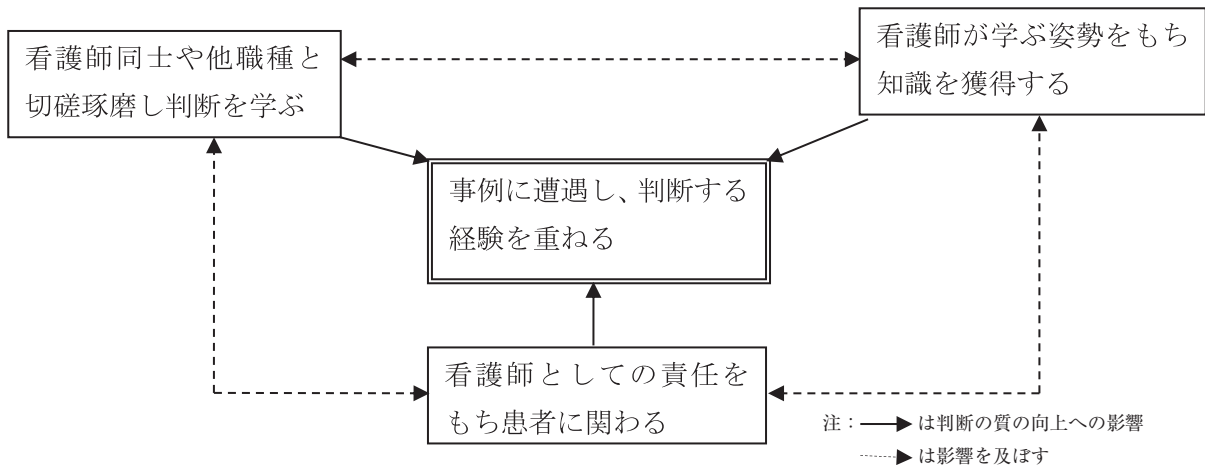 看護師同士や他職種と
切磋琢磨し判断を学ぶ
看護師が学ぶ姿勢をもち
知識を獲得する
事例に遭遇し、判断する
経験を重ねる
看護師としての責任を
もち患者に関わる
注：は判断の質の向上への影響
は影響を及ぼす